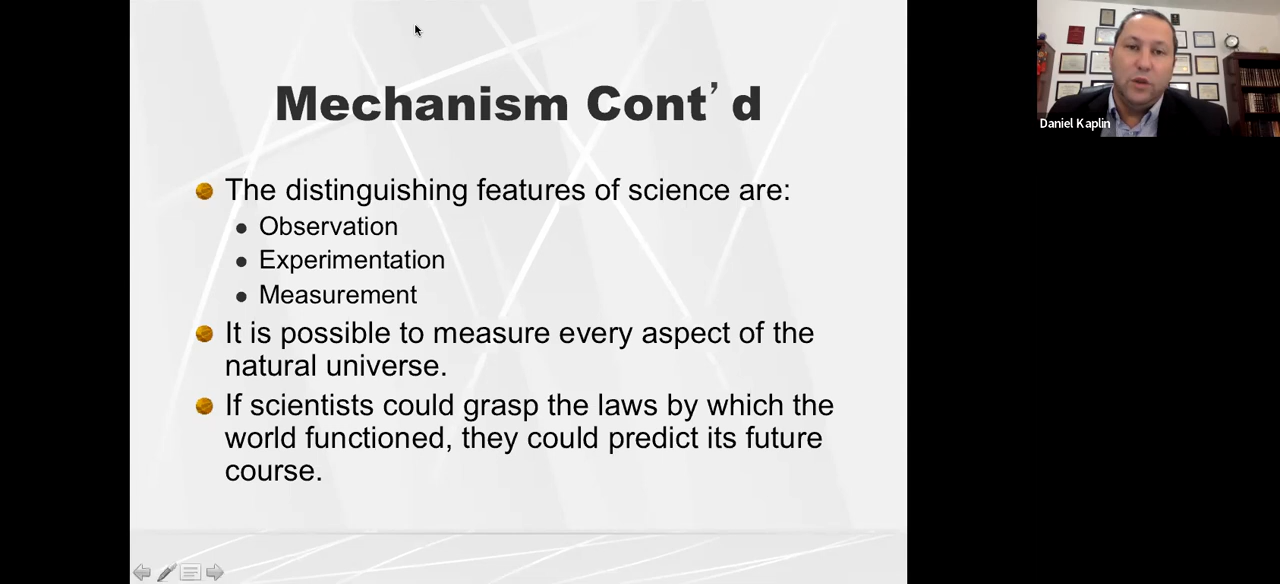 Mechanism Cont’ d
The distinguishing features of science are:
Observation
Experimentation
Measurement
It is possible to measure every aspect of the
natural universe.
If scientists could grasp the laws by which the
world functioned, they could predict its future
course.
Daniel Kaplin